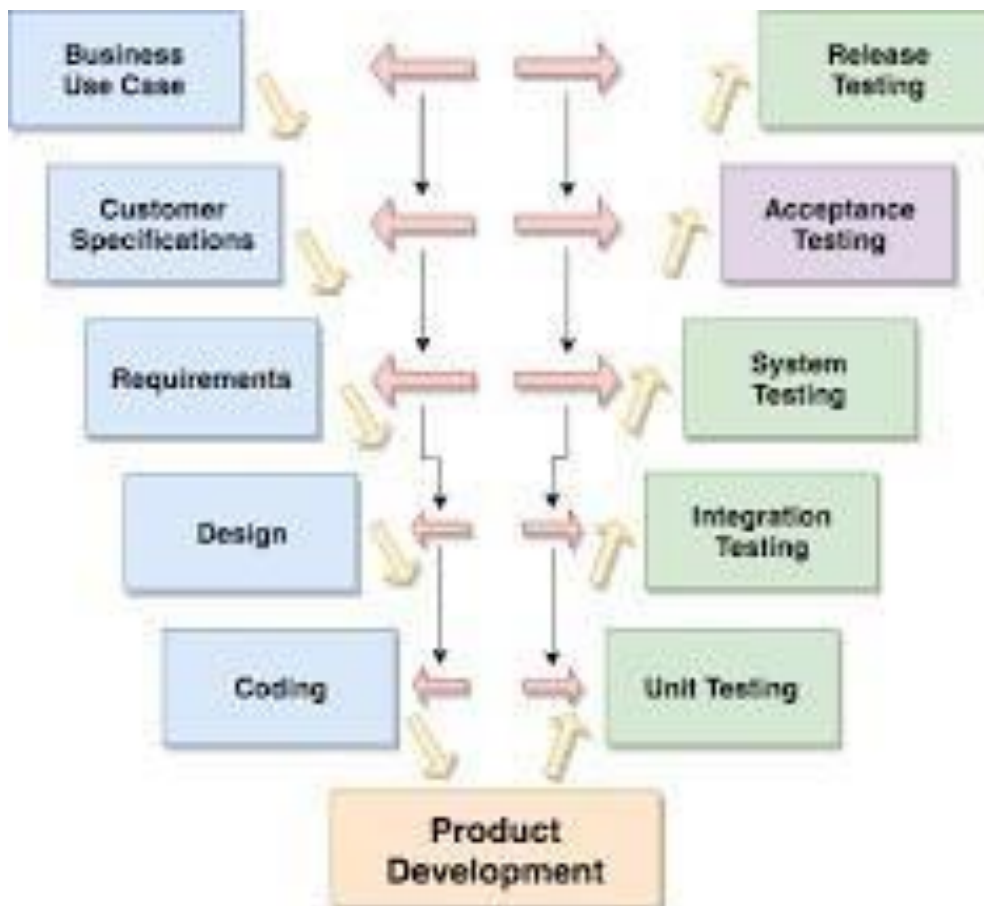 Business
Use Case
Release
Testing
Customer
Specifications
Acceptance
Testing
Requirements
System
Testing
Design
Integration
Testing
Coding
Unit Testing
Product
Development